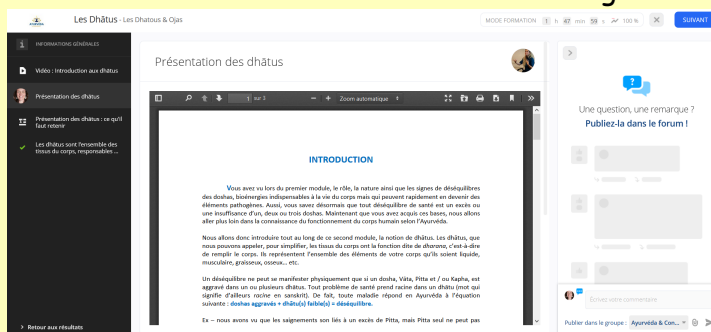 Les Dhâtus - Les Dhatous & Ojas
MODE FORMATION 1 h 47 min 59 s 100 %
SUIVANT
INFORMATIONS GÉNÉRALES
Vidéo : Introduction aux dhâtus
Présentation des dhâtus
Présentation des dhâtus : ce qu'il
faut retenir
Les dhâtus sont l'ensemble des
tissus du corps, responsables ...
Retour aux résultats
Présentation des dhâtus
1 sur 3
Zoom automatique
INTRODUCTION
Vous avez vu lors du premier module, le rôle, la nature ainsi que les signes de déséquilibres
des doshas, bioénergies indispensables à la vie du corps mais qui peuvent rapidement en devenir des
éléments pathogènes. Aussi, vous savez désormais que tout déséquilibre de santé est un excès ou
une insuffisance d'un, deux ou trois doshas. Maintenant que vous avez acquis ces bases, nous allons
aller plus loin dans la connaissance du fonctionnement du corps humain selon l'Ayurvéda.
Nous allons donc introduire tout au long de ce second module, la notion de dhâtus. Les dhâtus, que
nous pouvons appeler, pour simplifier, les tissus du corps ont la fonction dite de dharana, c'est-à-dire
de remplir le corps. Ils représentent l'ensemble des éléments de votre corps qu'ils soient liquide,
musculaire, graisseux, osseux... etc.
Un déséquilibre ne peut se manifester physiquement que si un dosha, Vâta, Pitta et / ou Kapha, est
aggravé dans un ou plusieurs dhâtus. Tout problème de santé prend racine dans un dhâtu (mot qui
signifie d'ailleurs racine en sanskrit). De fait, toute maladie répond en Ayurvéda à l'équation
suivante : doshas aggravés + dhâtu(s) faible(s) = déséquilibre.
Ex – nous avons vu que les saignements son liés à un excès de Pitta, mais Pitta seul ne peut pas
Une question, une remarque ?
Publiez-la dans le forum !
Écrivez votre commentaire
Publier dans le groupe : Ayurvéda & Con...